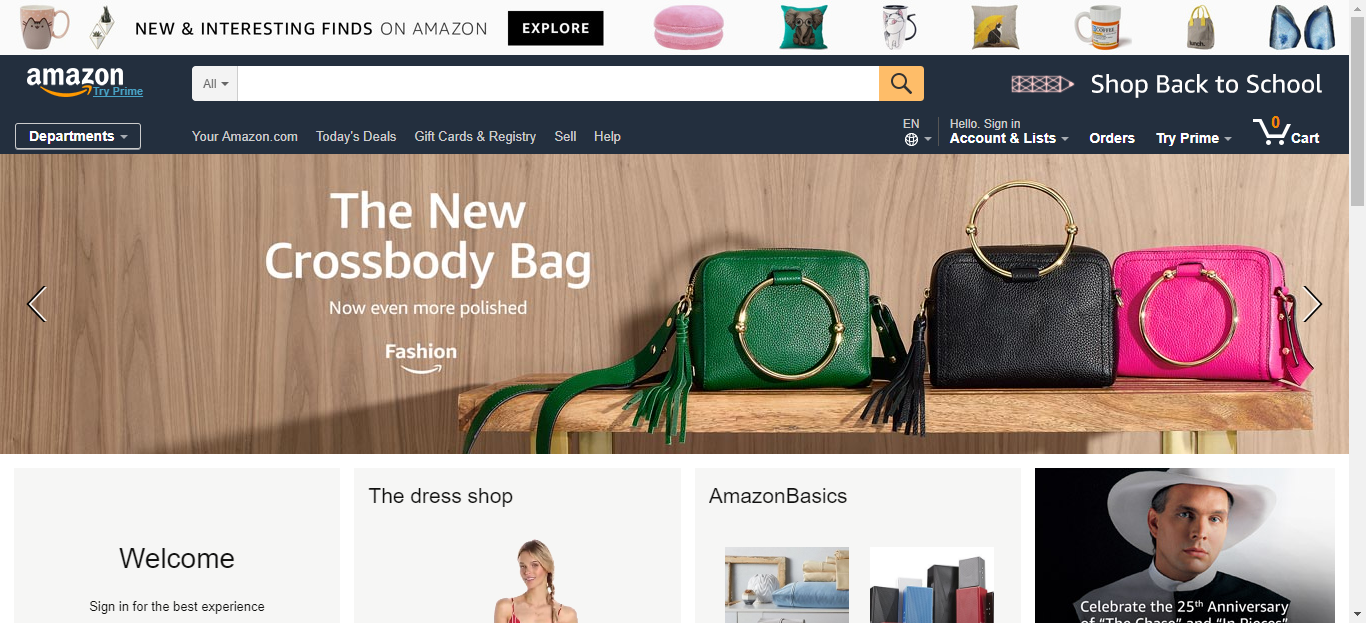 NEW & INTERESTING FINDS ON AMAZON EXPLORE
amazon
Try Prime
All
Shop Back to School
Departments
Your Amazon.com Today's Deals Gift Cards & Registry Sell Help
EN
Hello. Sign in
Account & Lists
Orders
Try Prime
0
Cart
The New
Crossbody Bag
Now even more polished
Fashion
Welcome
Sign in for the best experience
The dress shop
AmazonBasics
Celebrate the 25th Anniversary
of “The Chase” and “In Pieces”